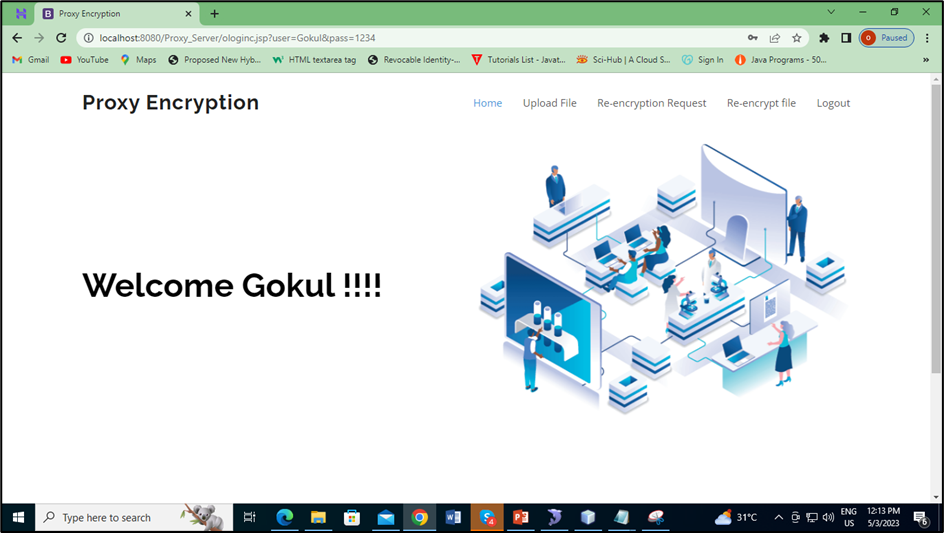 Proxy Encryption
localhost:8080/Proxy_Server/ologinc.jsp?user=Gokul&pass=1234
O Paused
Gmail YouTube Maps Proposed New Hyb... HTML textarea tag Revocable Identity-... Tutorials List - Javat... Sci-Hub | A Cloud S... Sign In Java Programs - 50...
Proxy Encryption Home Upload File Re-encryption Request Re-encrypt file Logout
Welcome Gokul !!!!
Type here to search
31°C
ENG
US
12:13 PM
5/3/2023
6